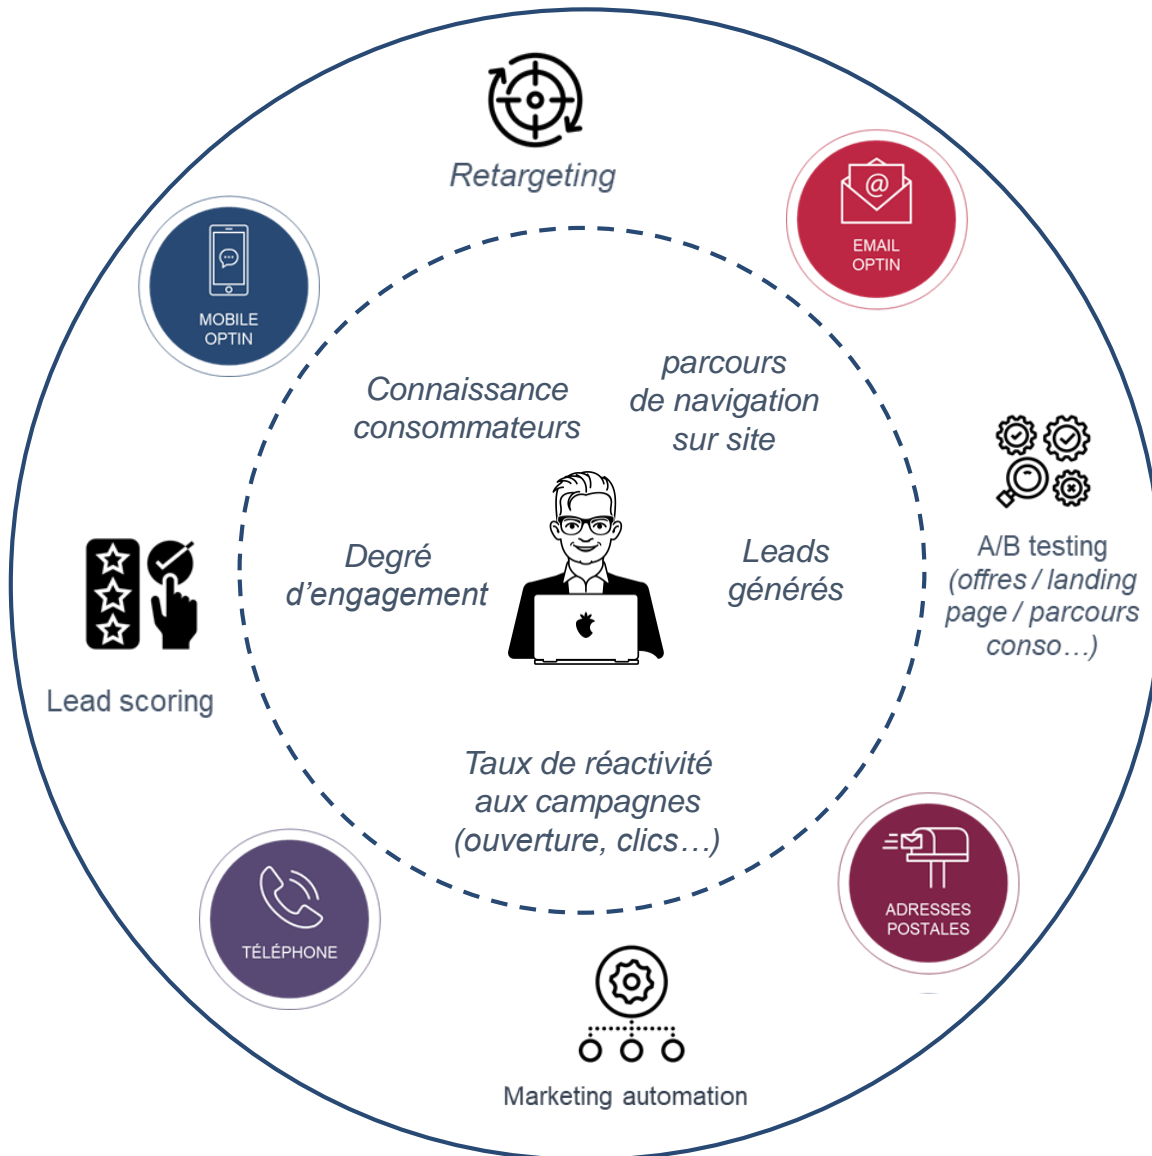 Retargeting
@
EMAIL
OPTIN
MOBILE
OPTIN
Connaissance
consommateurs
parcours
de navigation
sur site
Degré
d’engagement
Leads
générés
A/B testing
(offres / landing
page / parcours
conso…)
Lead scoring
Taux de réactivité
aux campagnes
(ouverture, clics…)
TÉLÉPHONE
ADRESSES
POSTALES
Marketing automation